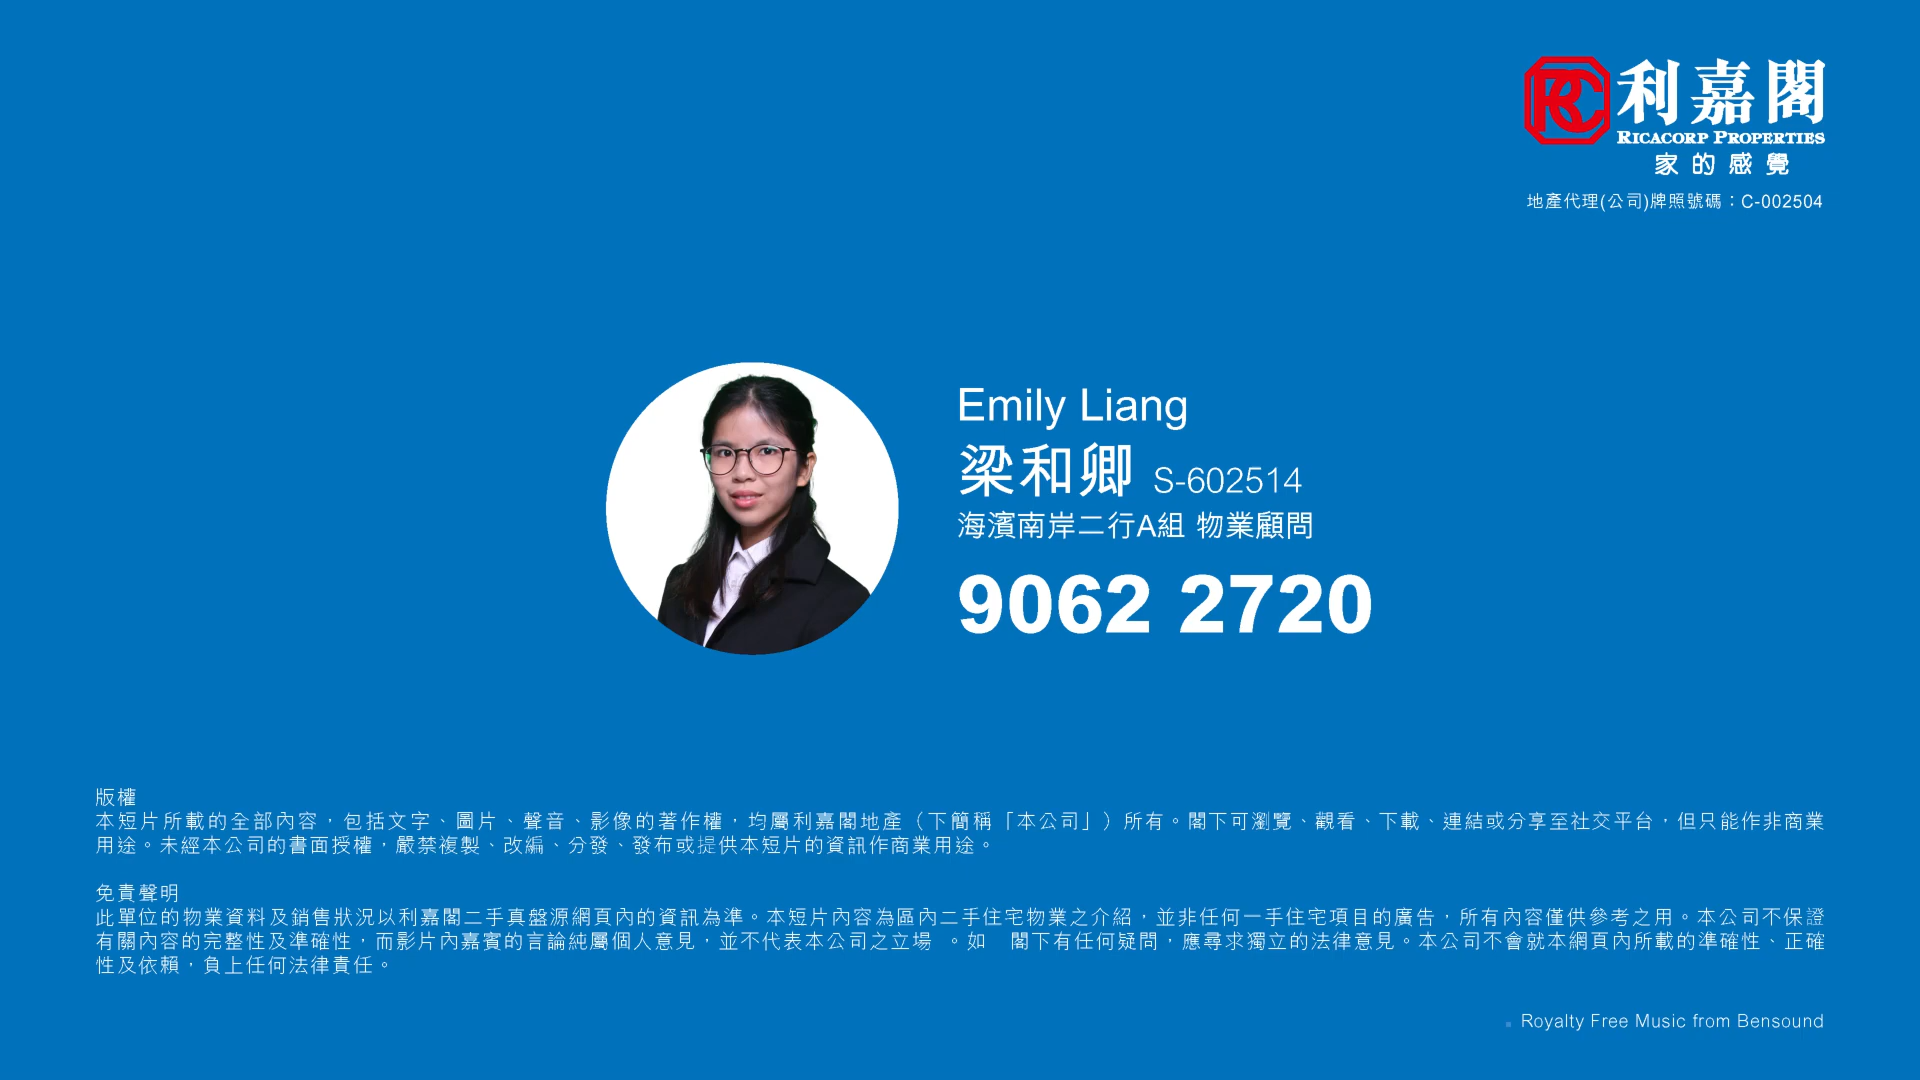 利嘉閣
RICACORP PROPERTIES
家的感覺
地產代理(公司)牌照號碼：C-002504
Emily Liang
梁和卿 S-602514
海濱南岸二行A組 物業顧問
9062 2720
版權
本短片所載的全部內容，包括文字、圖片、聲音、影像的著作權，均屬利嘉閣地產（下簡稱「本公司」）所有。閣下可瀏覽、觀看、下載、連結或分享至社交平台，但只能作非商業
用途。未經本公司的書面授權，嚴禁複製、改編、分發、發布或提供本短片的資訊作商業用途。
免責聲明
此單位的物業資料及銷售狀況以利嘉閣二手真盤源網頁內的資訊為準。本短片內容為區內二手住宅物業之介紹，並非任何一手住宅項目的廣告，所有內容僅供參考之用。本公司不保證
有關內容的完整性及準確性，而影片內嘉賓的言論純屬個人意見，並不代表本公司之立場 。如 閣下有任何疑問，應尋求獨立的法律意見。本公司不會就本網頁內所載的準確性、正確
性及依賴，負上任何法律責任。
Royalty Free Music from Bensound